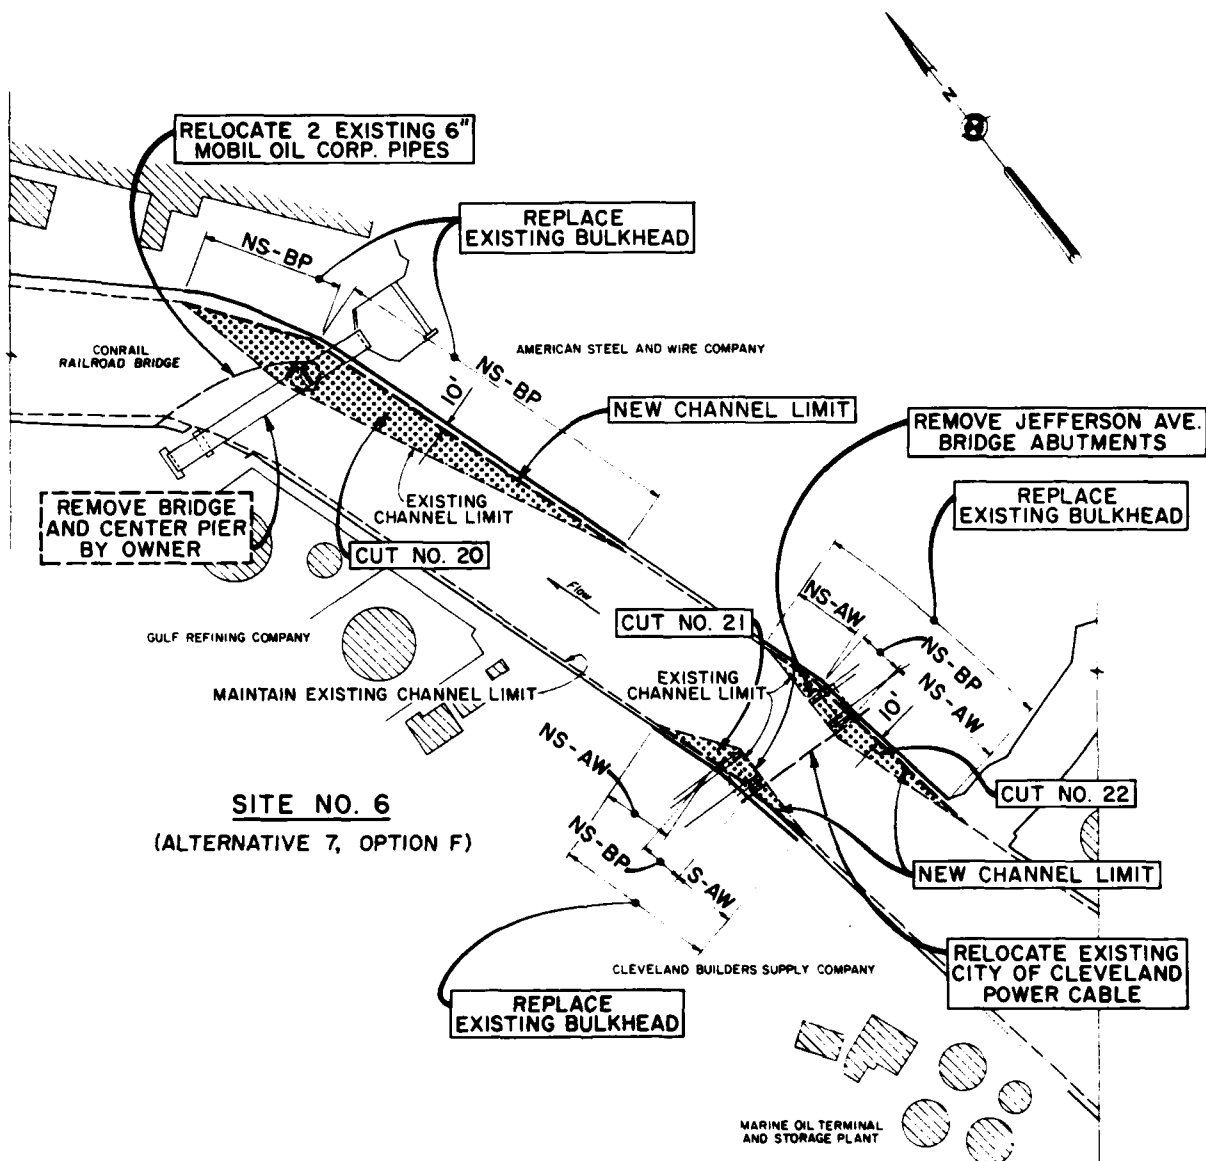 N
RELOCATE 2 EXISTING 6"
MOBIL OIL CORP. PIPES
REPLACE
EXISTING BULKHEAD
NS-BP
CONRAIL
RAILROAD BRIDGE
AMERICAN STEEL AND WIRE COMPANY
NS-BP
10'
NEW CHANNEL LIMIT
REMOVE JEFFERSON AVE.
BRIDGE ABUTMENTS
REMOVE BRIDGE
AND CENTER PIER
BY OWNER
EXISTING
CHANNEL LIMIT
CUT NO. 20
REPLACE
EXISTING BULKHEAD
Flow
GULF REFINING COMPANY
CUT NO. 21
NS-AW
NS-BP
NS-AW
10'
MAINTAIN EXISTING CHANNEL LIMIT
EXISTING
CHANNEL LIMIT
NS-AW
SITE NO. 6
(ALTERNATIVE 7, OPTION F)
CUT NO. 22
NS-BP
S-AW
NEW CHANNEL LIMIT
CLEVELAND BUILDERS SUPPLY COMPANY
RELOCATE EXISTING
CITY OF CLEVELAND
POWER CABLE
REPLACE
EXISTING BULKHEAD
MARINE OIL TERMINAL
AND STORAGE PLANT